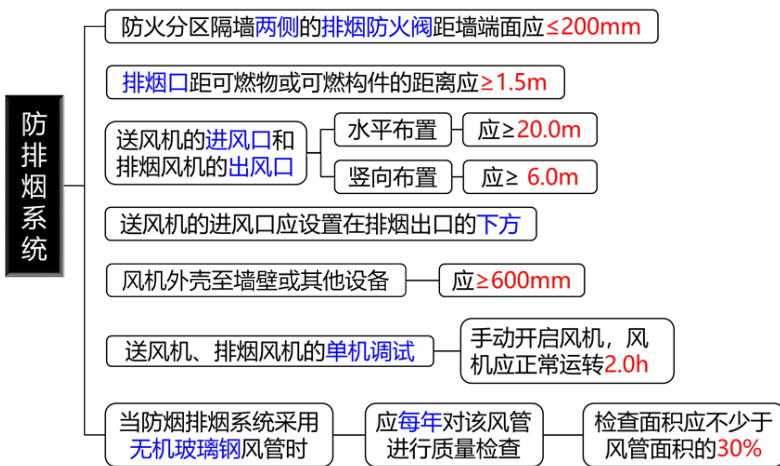 防排烟系统
防火分区隔墙两侧的排烟防火阀距墙端面应≤200mm
排烟口距可燃物或可燃构件的距离应≥1.5m
送风机的进风口和
排烟风机的出风口
水平布置
应≥20.0m
竖向布置
应≥ 6.0m
送风机的进风口应设置在排烟出口的下方
风机外壳至墙壁或其他设备
应≥600mm
送风机、排烟风机的单机调试
手动开启风机，风
机应正常运转2.0h
当防烟排烟系统采用
无机玻璃钢风管时
应每年对该风管
进行质量检查
检查面积应不少于
风管面积的30%